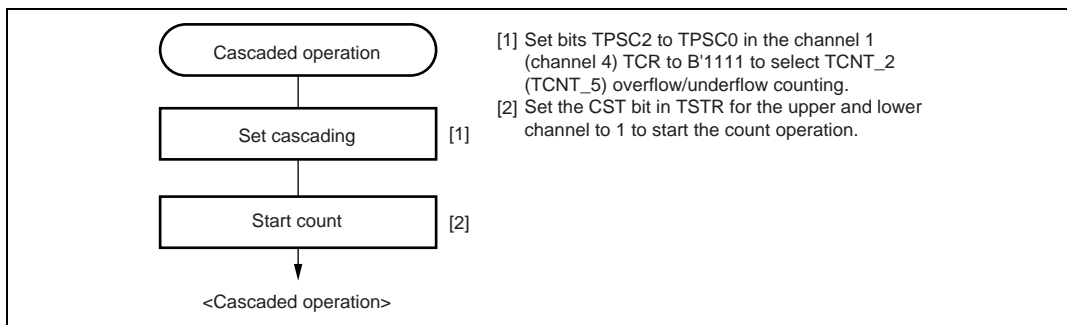 Cascaded operation
Set cascading
[1]
Start count
[2]
<Cascaded operation>
[1] Set bits TPSC2 to TPSC0 in the channel 1
(channel 4) TCR to B'1111 to select TCNT_2
(TCNT_5) overflow/underflow counting.
[2] Set the CST bit in TSTR for the upper and lower
channel to 1 to start the count operation.